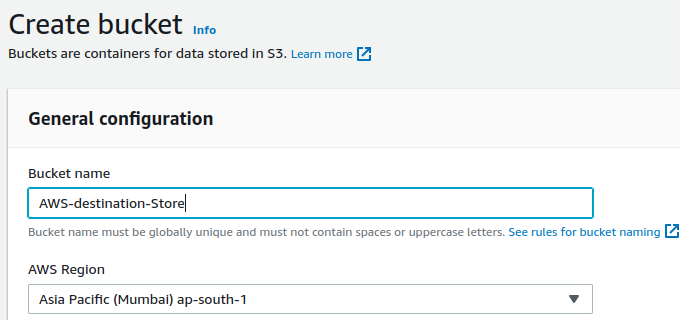 Create bucket Info
Buckets are containers for data stored in S3. Learn more
General configuration
Bucket name
AWS-destination-Store
Bucket name must be globally unique and must not contain spaces or uppercase letters. See rules for bucket naming
AWS Region
Asia Pacific (Mumbai) ap-south-1